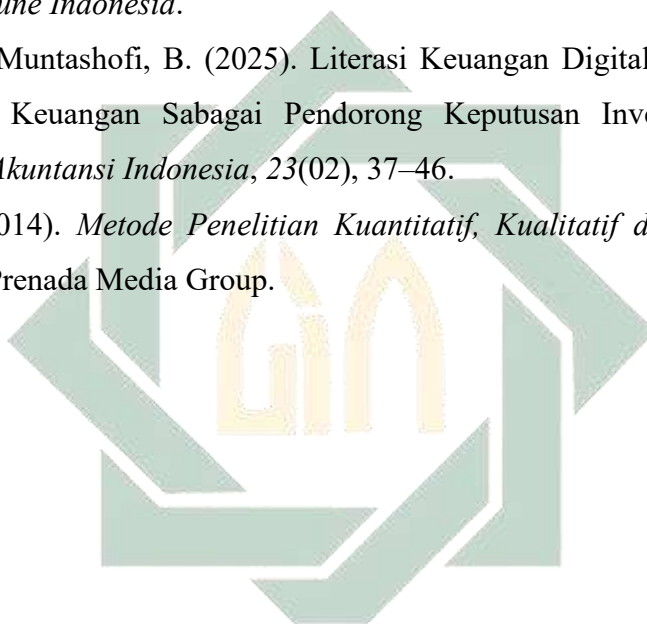 une Indonesia.
Muntashofi, B. (2025). Literasi Keuangan Digital
Keuangan Sabagai Pendorong Keputusan Inve
Akuntansi Indonesia, 23(02), 37–46.
014). Metode Penelitian Kuantitatif, Kualitatif d
Prenada Media Group.